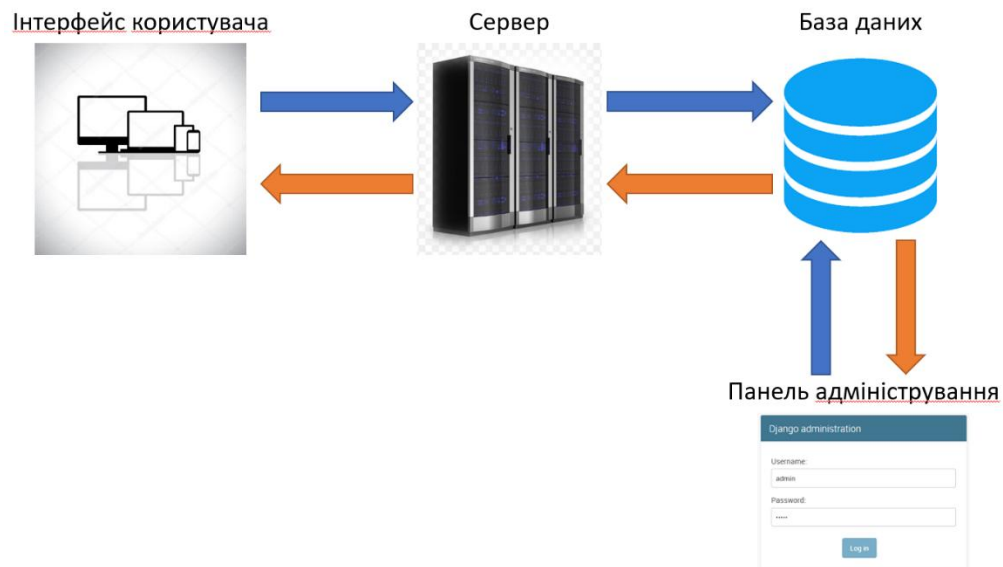 Інтерфейс користувача
Сервер
База даних
Панель адміністрування
Django administration
Username:
admin
Password:
•••••
Log in